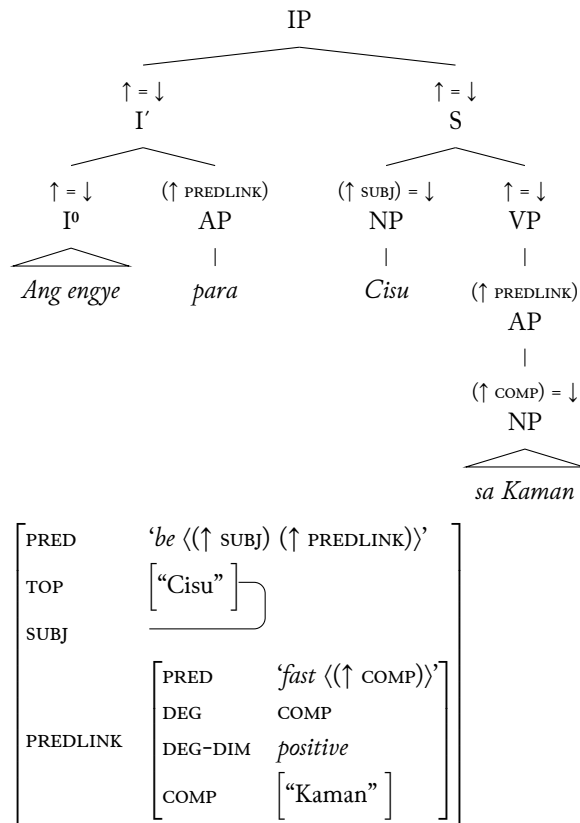 IP
↑ = ↓ ↑ = ↓
I′ S
↑ = ↓ (↑ PREDLINK) (↑ SUBJ) = ↓ ↑ = ↓
I⁰ AP NP VP
Ang engye para Cisu (↑ PREDLINK)
AP
(↑ COMP) = ↓
NP
sa Kaman
PRED ‘be ⟨(↑ SUBJ) (↑ PREDLINK)⟩’
TOP [“Cisu”]
SUBJ
PREDLINK
PRED ‘fast ⟨(↑ COMP)⟩’
DEG COMP
DEG-DIM positive
COMP [“Kaman”]